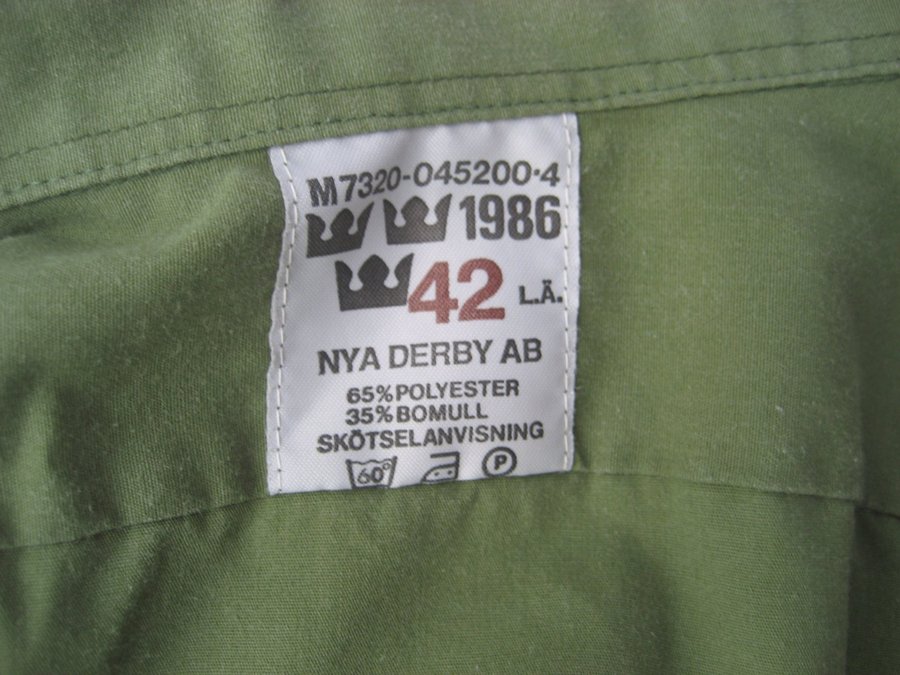 M7320-045200·4
1986
42 L.Ä.
NYA DERBY AB
65% POLYESTER
35% BOMULL
SKÖTSELANVISNING
60° P